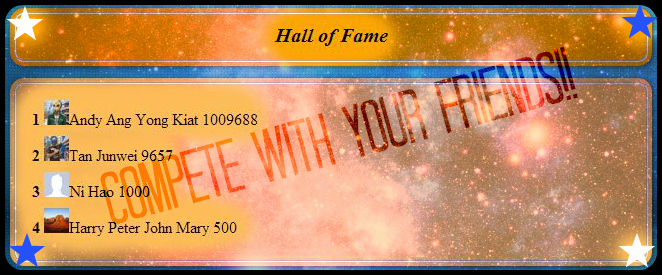 Hall of Fame
COMPETE WITH YOUR FRIENDS!!
1 Andy Ang Yong Kiat 1009688
2 Tan Junwei 9657
3 Ni Hao 1000
4 Harry Peter John Mary 500